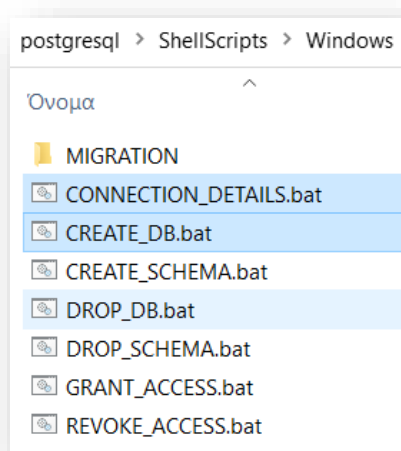 postgresql > ShellScripts > Windows
Όνομα
MIGRATION
CONNECTION_DETAILS.bat
CREATE_DB.bat
CREATE_SCHEMA.bat
DROP_DB.bat
DROP_SCHEMA.bat
GRANT_ACCESS.bat
REVOKE_ACCESS.bat